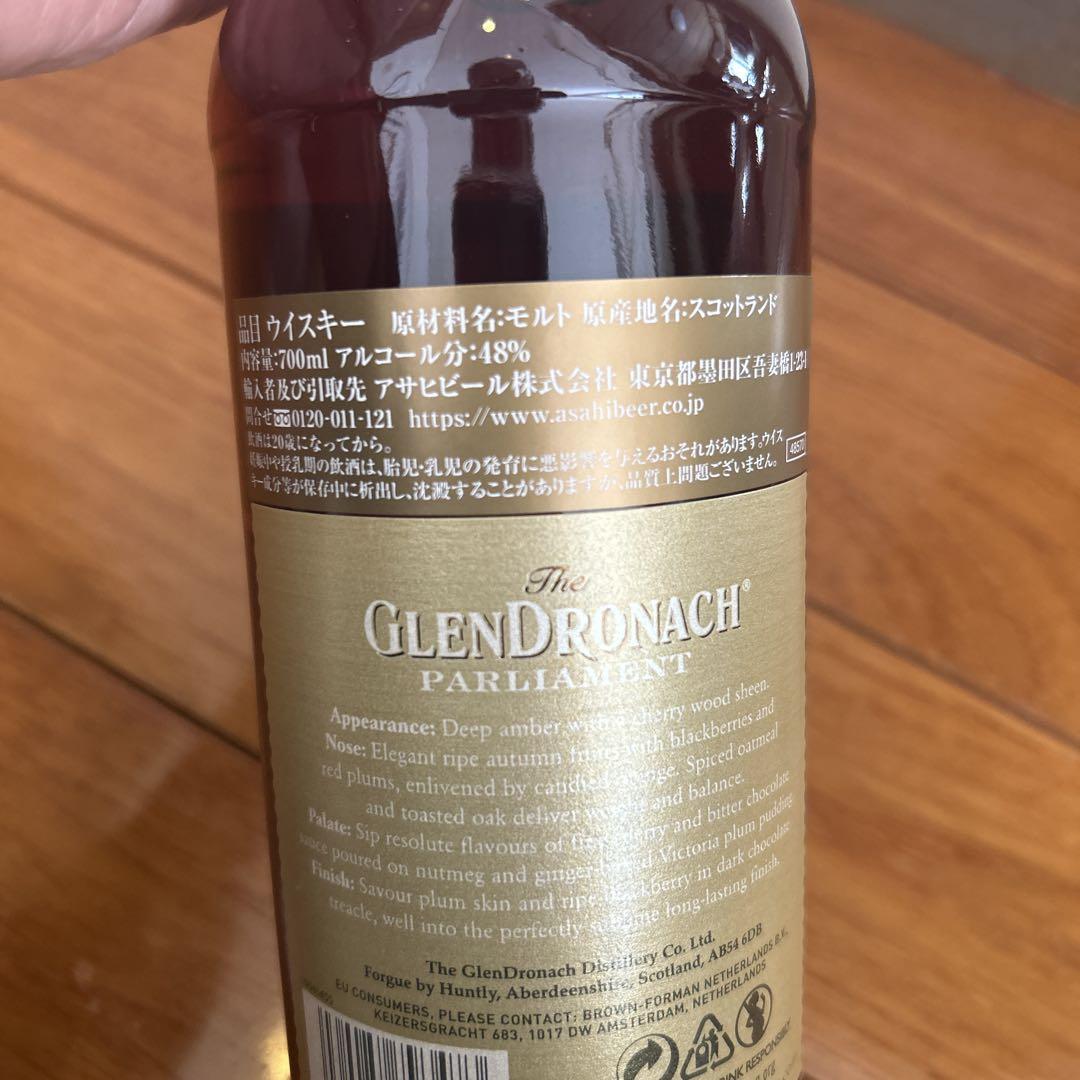 品目 ウイスキー 原材料名:モルト 原産地名:スコットランド
内容量:700ml アルコール分:48%
輸入者及び引取先 アサヒビール株式会社 東京都墨田区吾妻橋1-23-1
問合せ 0120-011-121 https://www.asahibeer.co.jp
飲酒は20歳になってから。
妊娠中や授乳期の飲酒は、胎児・乳児の発育に悪影響を与えるおそれがあります。ウイス
キー成分等が保存中に析出し、沈澱することがありますが、品質上問題ございません。
48570
The
GLENDRONACH®
PARLIAMENT
Appearance: Deep amber with a cherry wood sheen.
Nose: Elegant ripe autumn fruits with blackberries and
red plums, enlivened by candied orange. Spiced oatmeal
and toasted oak deliver and balance.
Palate: Sip resolute flavours of and bitter chocolate
sauce poured on nutmeg and Victoria plum pudding
Finish: Savour plum skin and ripe blackberry in dark chocolate
treacle, well into the perfectly long-lasting finish.
The GlenDronach Distillery Co. Ltd.
Forgue by Huntly, Aberdeenshire, Scotland, AB54 6DB
EU CONSUMERS, PLEASE CONTACT: BROWN-FORMAN NETHERLANDS B.V.,
KEIZERSGRACHT 683, 1017 DW AMSTERDAM, NETHERLANDS
DRINK RESPONSIBLY